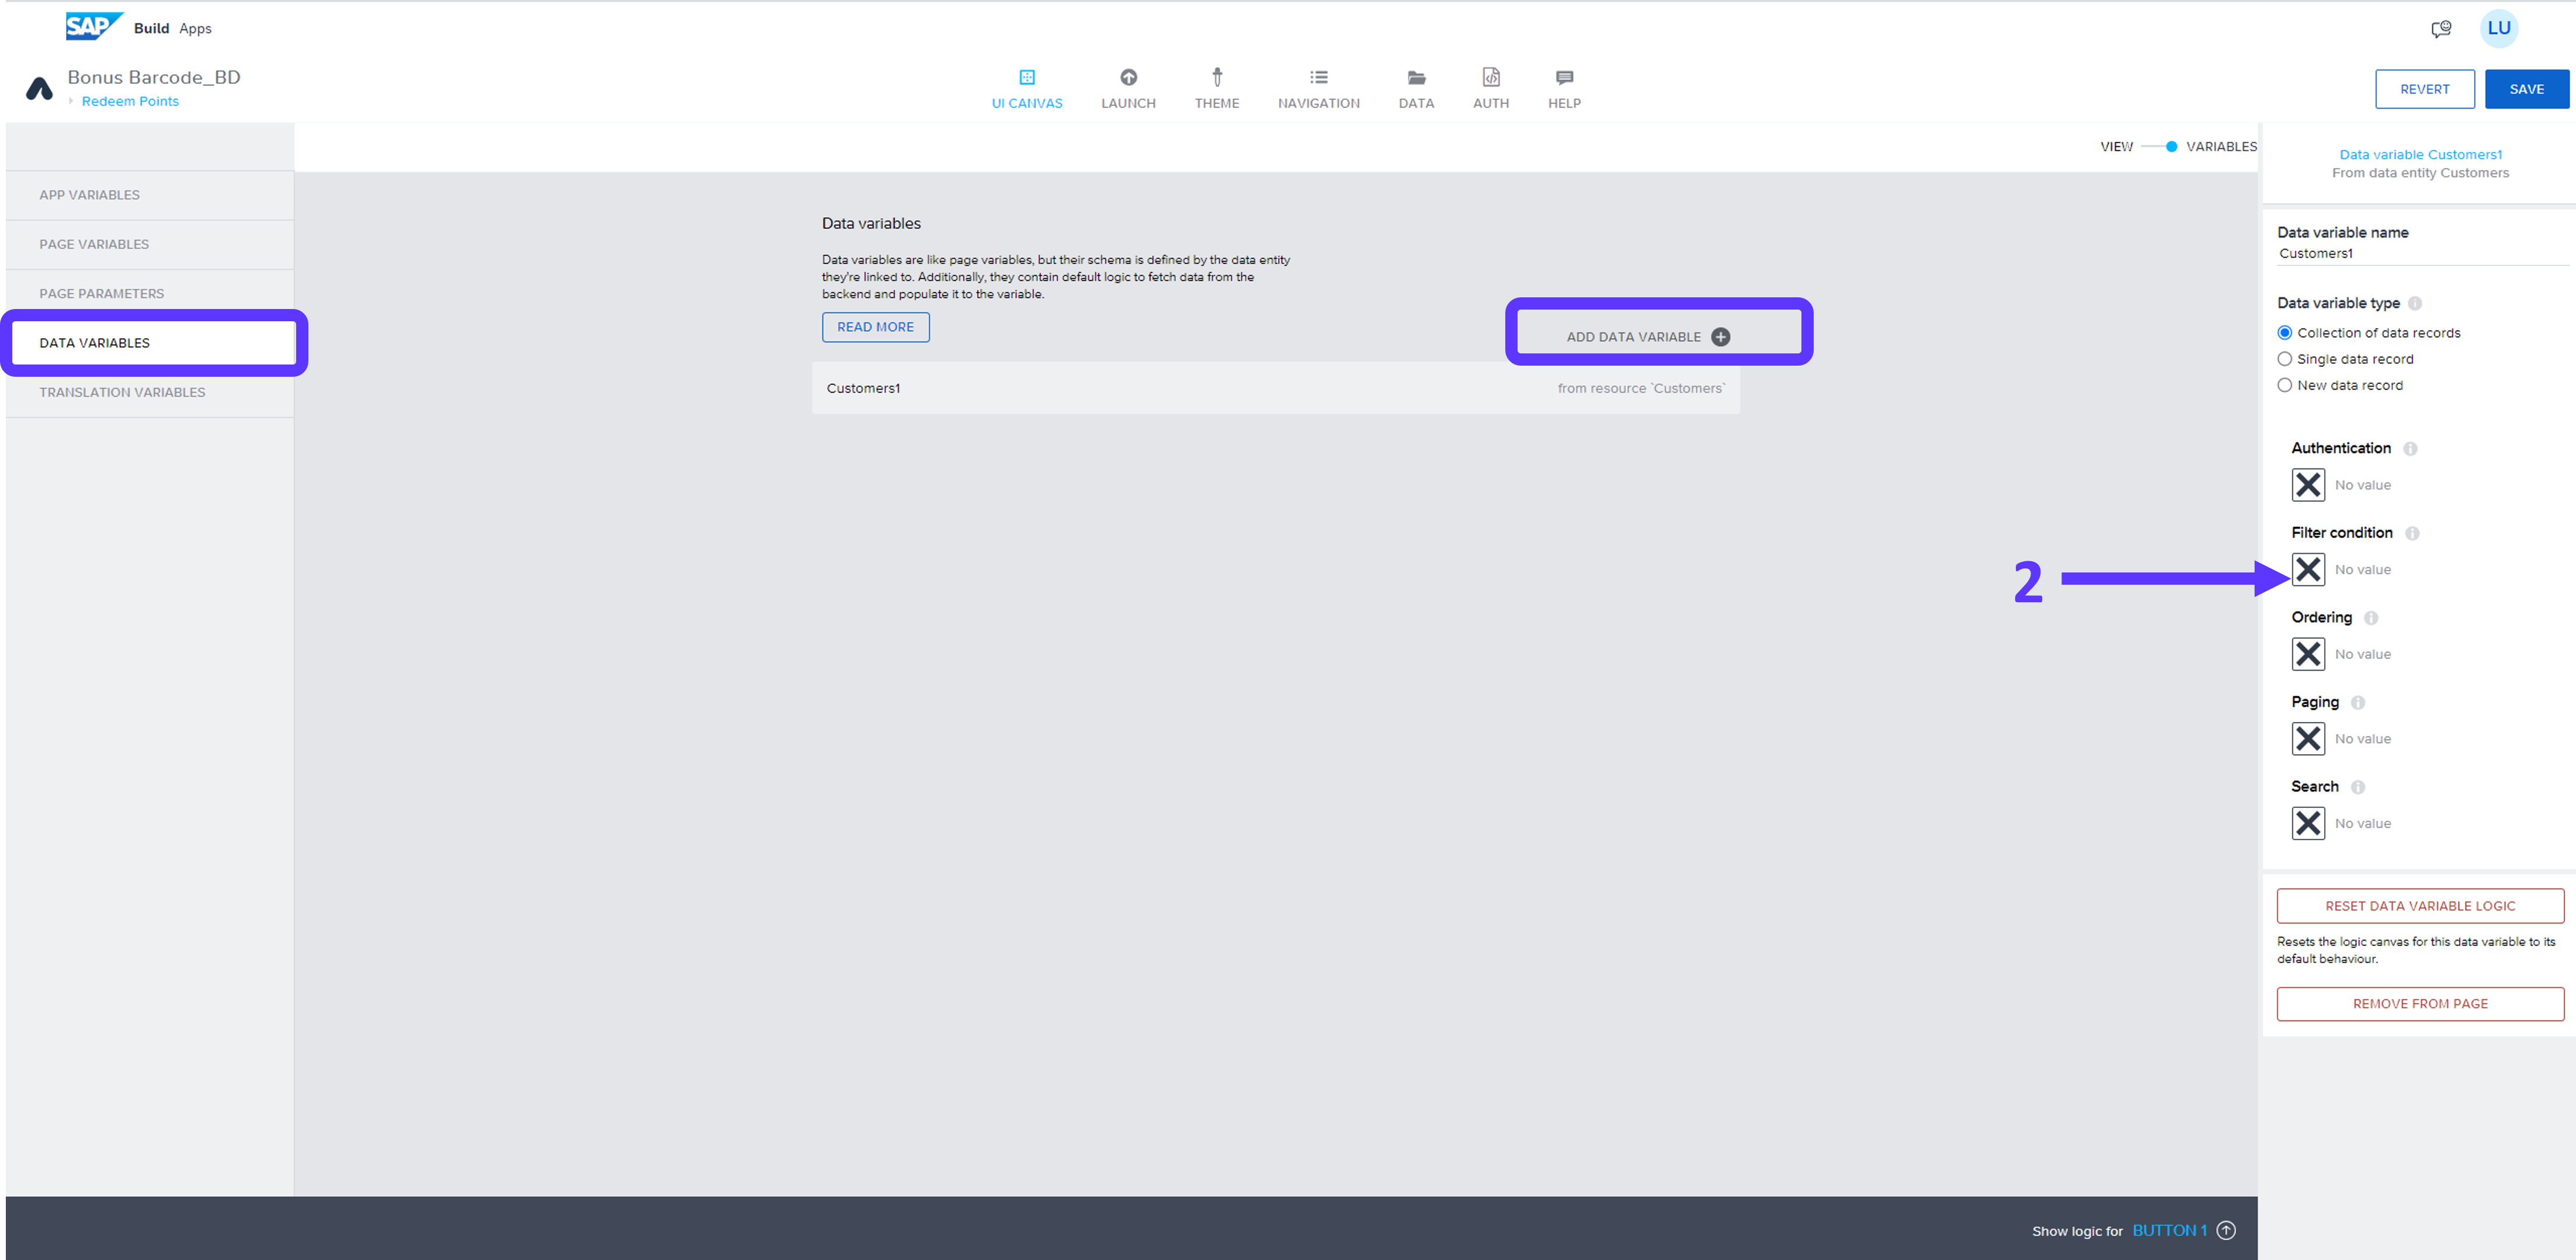 SAP Build Apps
LU
Bonus Barcode_BD
Redeem Points
UI CANVAS
LAUNCH
THEME
NAVIGATION
DATA
AUTH
HELP
REVERT
SAVE
VIEW
VARIABLES
APP VARIABLES
PAGE VARIABLES
PAGE PARAMETERS
DATA VARIABLES
TRANSLATION VARIABLES
Data variables
Data variables are like page variables, but their schema is defined by the data entity
they're linked to. Additionally, they contain default logic to fetch data from the
backend and populate it to the variable.
READ MORE
ADD DATA VARIABLE
Customers1
from resource `Customers`
2
Data variable Customers1
From data entity Customers
Data variable name
Customers1
Data variable type
Collection of data records
Single data record
New data record
Authentication
No value
Filter condition
No value
Ordering
No value
Paging
No value
Search
No value
RESET DATA VARIABLE LOGIC
Resets the logic canvas for this data variable to its
default behaviour.
REMOVE FROM PAGE
Show logic for BUTTON 1